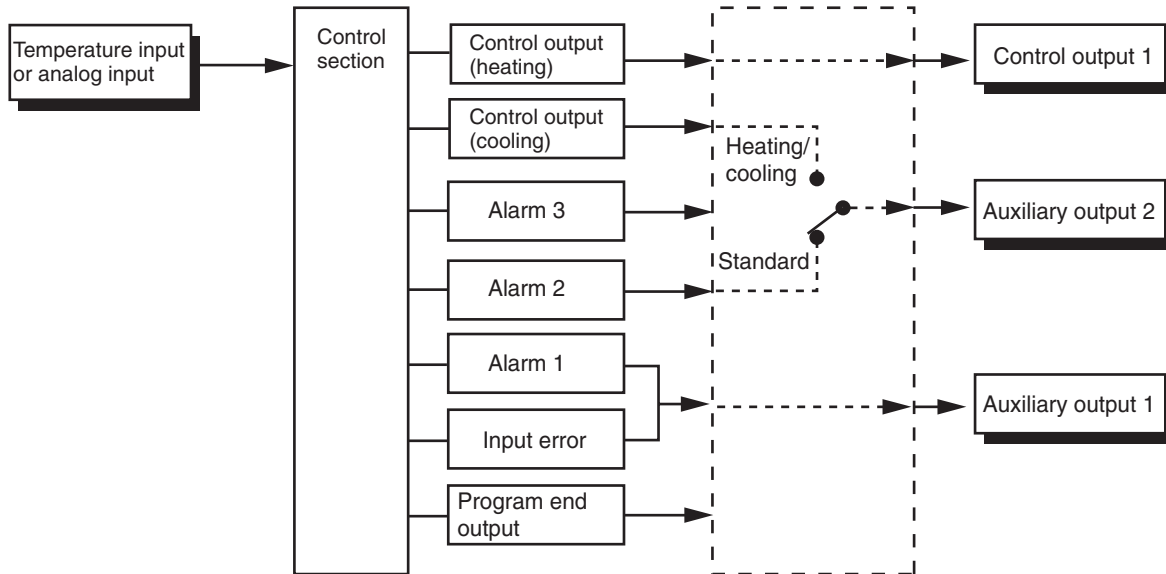 Temperature input
or analog input
Control
section
Control output
(heating)
Control output
(cooling)
Alarm 3
Alarm 2
Alarm 1
Input error
Program end
output
Heating/
cooling
Standard
Control output 1
Auxiliary output 2
Auxiliary output 1